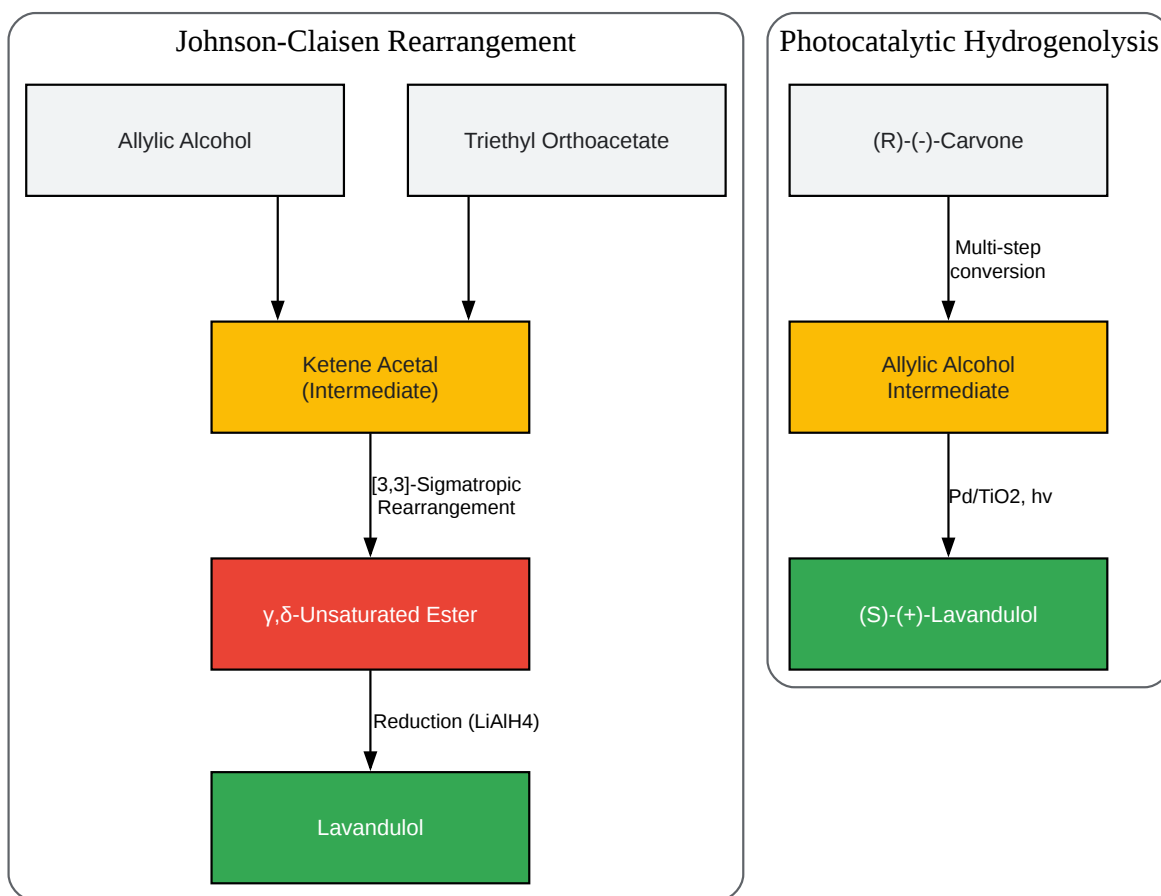 Johnson-Claisen Rearrangement
Allylic Alcohol
Triethyl Orthoacetate
Ketene Acetal
(Intermediate)
[3,3]-Sigmatropic
Rearrangement
γ,δ-Unsaturated Ester
Reduction (LiAlH4)
Lavandulol
Photocatalytic Hydrogenolysis
(R)-(-)-Carvone
Multi-step
conversion
Allylic Alcohol
Intermediate
Pd/TiO2, hv
(S)-(+)-Lavandulol